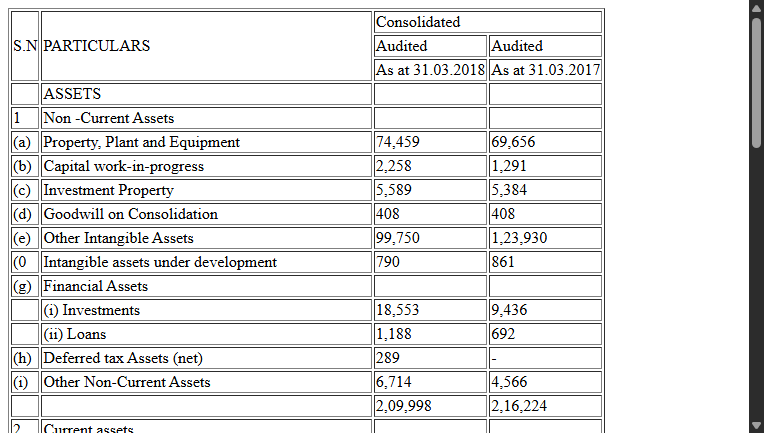 Consolidated
S.N PARTICULARS Audited Audited
As at 31.03.2018 As at 31.03.2017
ASSETS
1 Non -Current Assets
(a) Property, Plant and Equipment 74,459 69,656
(b) Capital work-in-progress 2,258 1,291
(c) Investment Property 5,589 5,384
(d) Goodwill on Consolidation 408 408
(e) Other Intangible Assets 99,750 1,23,930
(0 Intangible assets under development 790 861
(g) Financial Assets
(i) Investments 18,553 9,436
(ii) Loans 1,188 692
(h) Deferred tax Assets (net) 289 -
(i) Other Non-Current Assets 6,714 4,566
2,09,998 2,16,224
2 Current assets